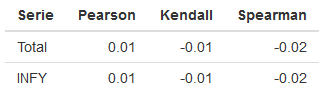 Serie Pearson Kendall Spearman
Total 0.01 -0.01 -0.02
INFY 0.01 -0.01 -0.02